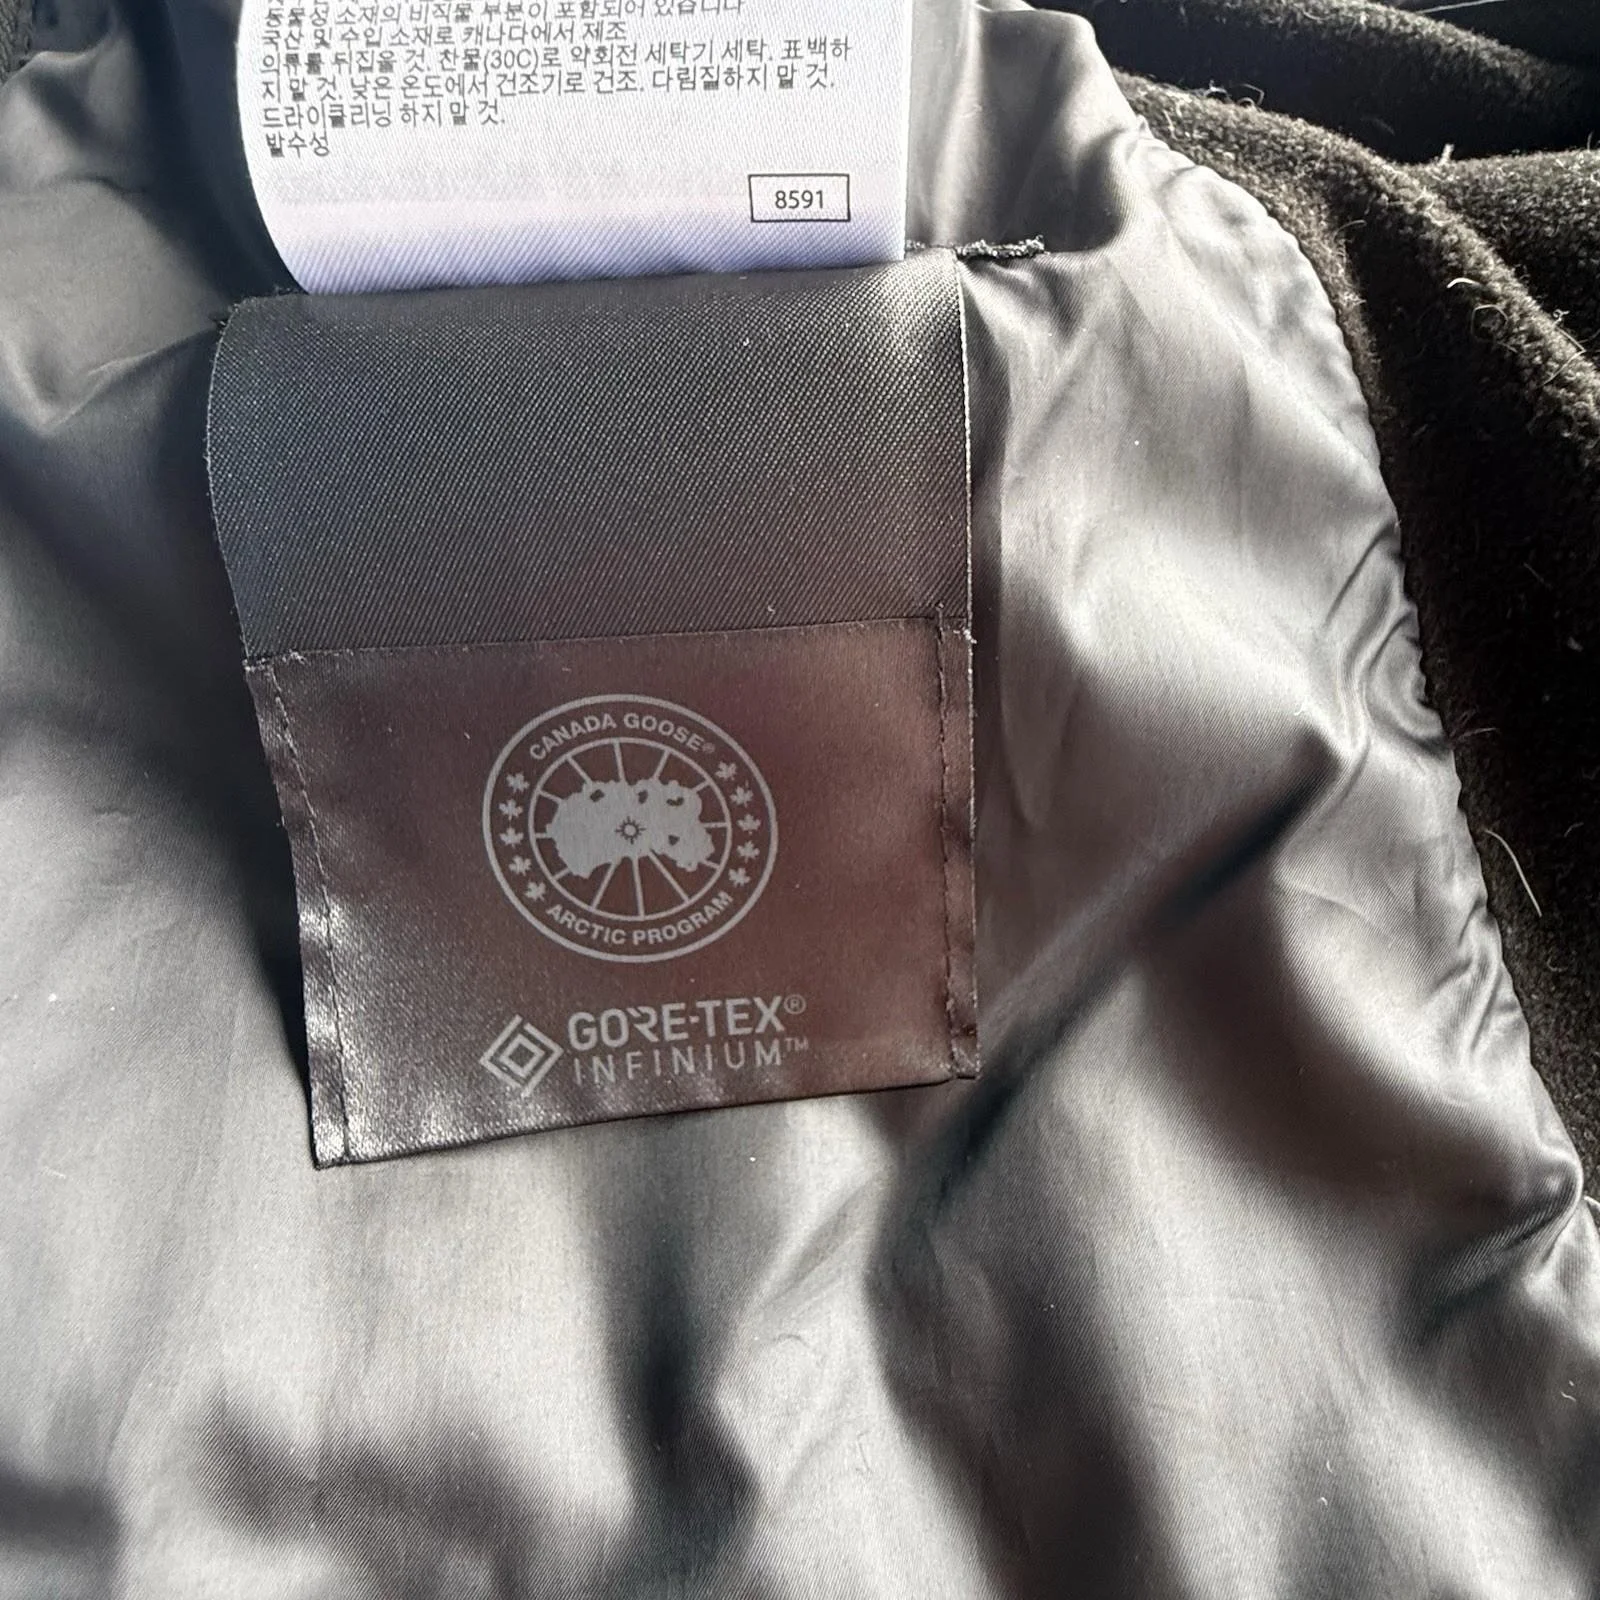 동물성 소재의 비직물 부분이 포함되어 있습니다
국산 및 수입 소재로 캐나다에서 제조
의류를 뒤집을 것. 찬물(30C)로 약회전 세탁기 세탁. 표백하
지 말 것. 낮은 온도에서 건조기로 건조. 다림질하지 말 것.
드라이클리닝 하지 말 것.
발수성
8591
CANADA GOOSE®
ARCTIC PROGRAM
GORE-TEX®
INFINIUM™